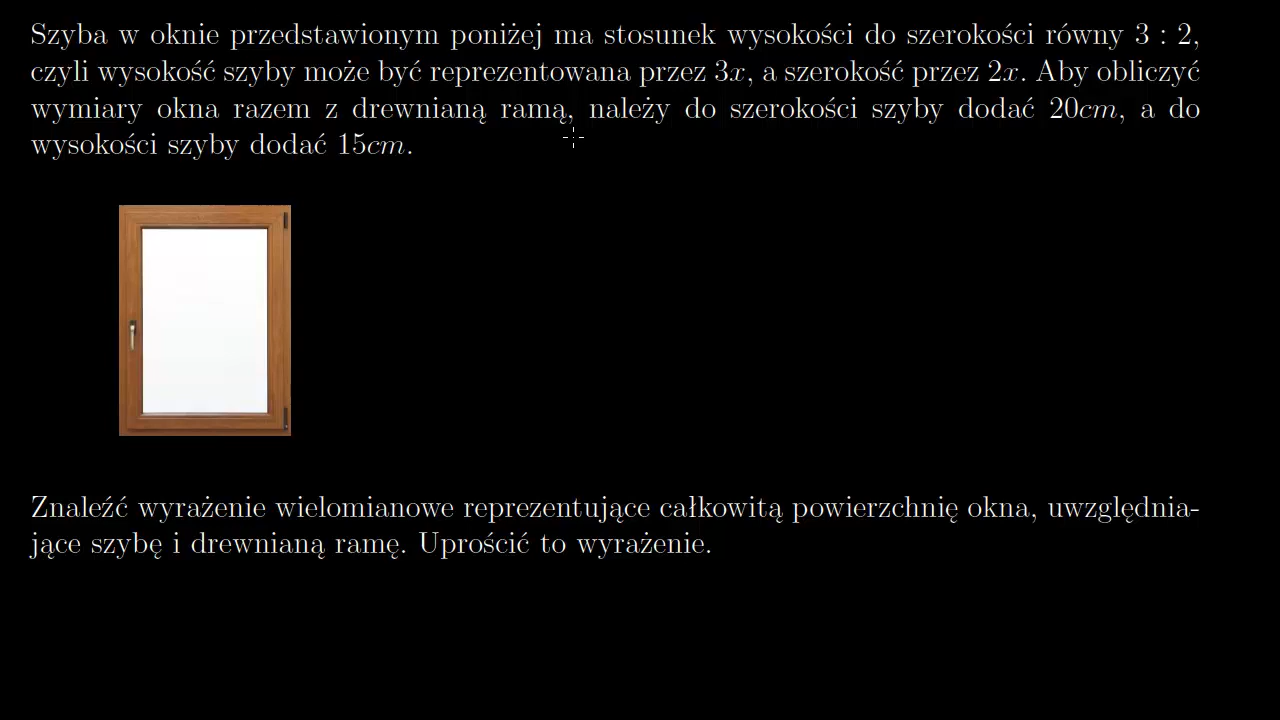 Szyba w oknie przedstawionym poniżej ma stosunek wysokości do szerokości równy 3 : 2,
czyli wysokość szyby może być reprezentowana przez 3x, a szerokość przez 2x. Aby obliczyć
wymiary okna razem z drewnianą ramą, należy do szerokości szyby dodać 20cm, a do
wysokości szyby dodać 15cm.
Znaleźć wyrażenie wielomianowe reprezentujące całkowitą powierzchnię okna, uwzględnia-
jące szybę i drewnianą ramę. Uprościć to wyrażenie.